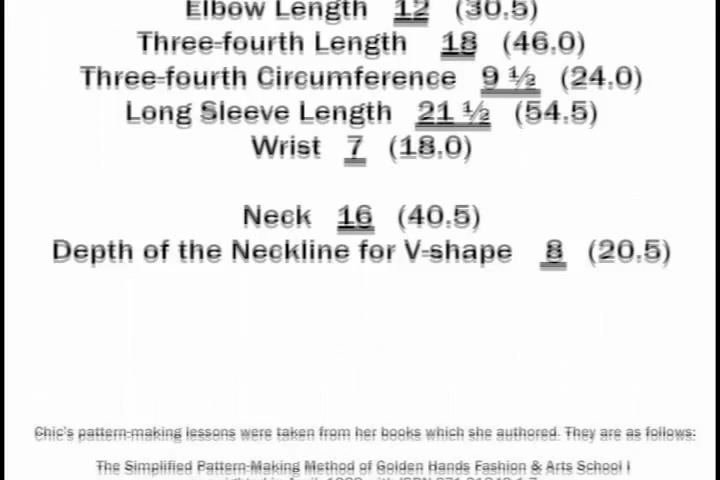 Elbow Length 12 (30.5)
Three-fourth Length 18 (46.0)
Three-fourth Circumference 9 ½ (24.0)
Long Sleeve Length 21 ½ (54.5)
Wrist 7 (18.0)
Neck 16 (40.5)
Depth of the Neckline for V-shape 8 (20.5)
Chic's pattern-making lessons were taken from her books which she authored. They are as follows:
The Simplified Pattern-Making Method of Golden Hands Fashion & Arts School I